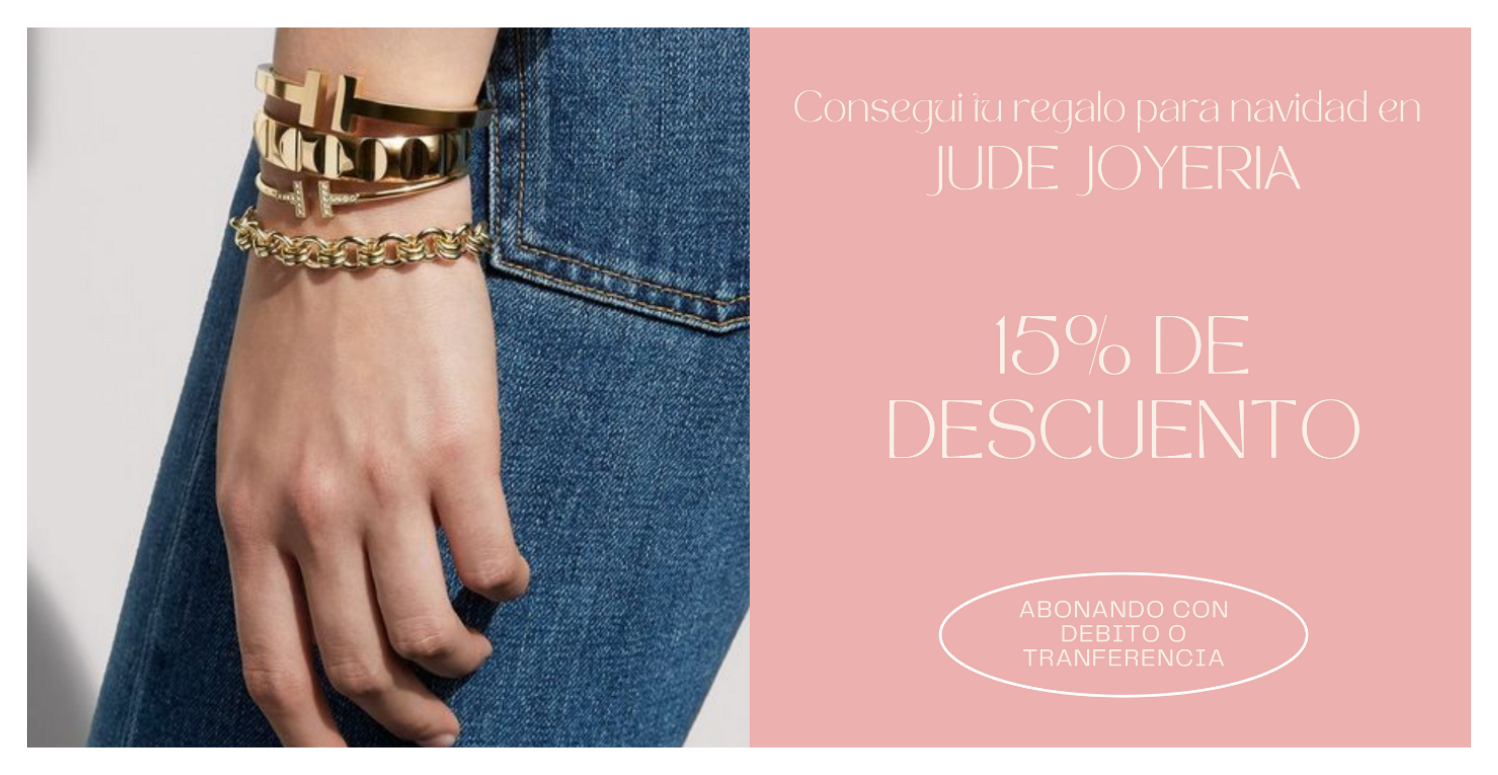 Consegui tu regalo para navidad en
JUDE JOYERIA
15% DE
DESCUENTO
ABONANDO CON
DEBITO O
TRANFERENCIA